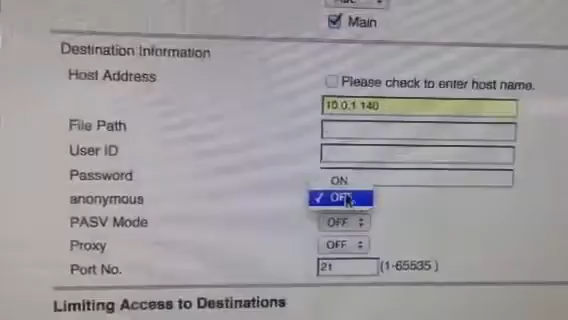 Main
Destination Information
Host Address
Please check to enter host name.
10.0.1.140
File Path
User ID
Password
ON
anonymous
✓ OFF
PASV Mode
OFF
Proxy
OFF
Port No.
21 (1-65535 )
Limiting Access to Destinations